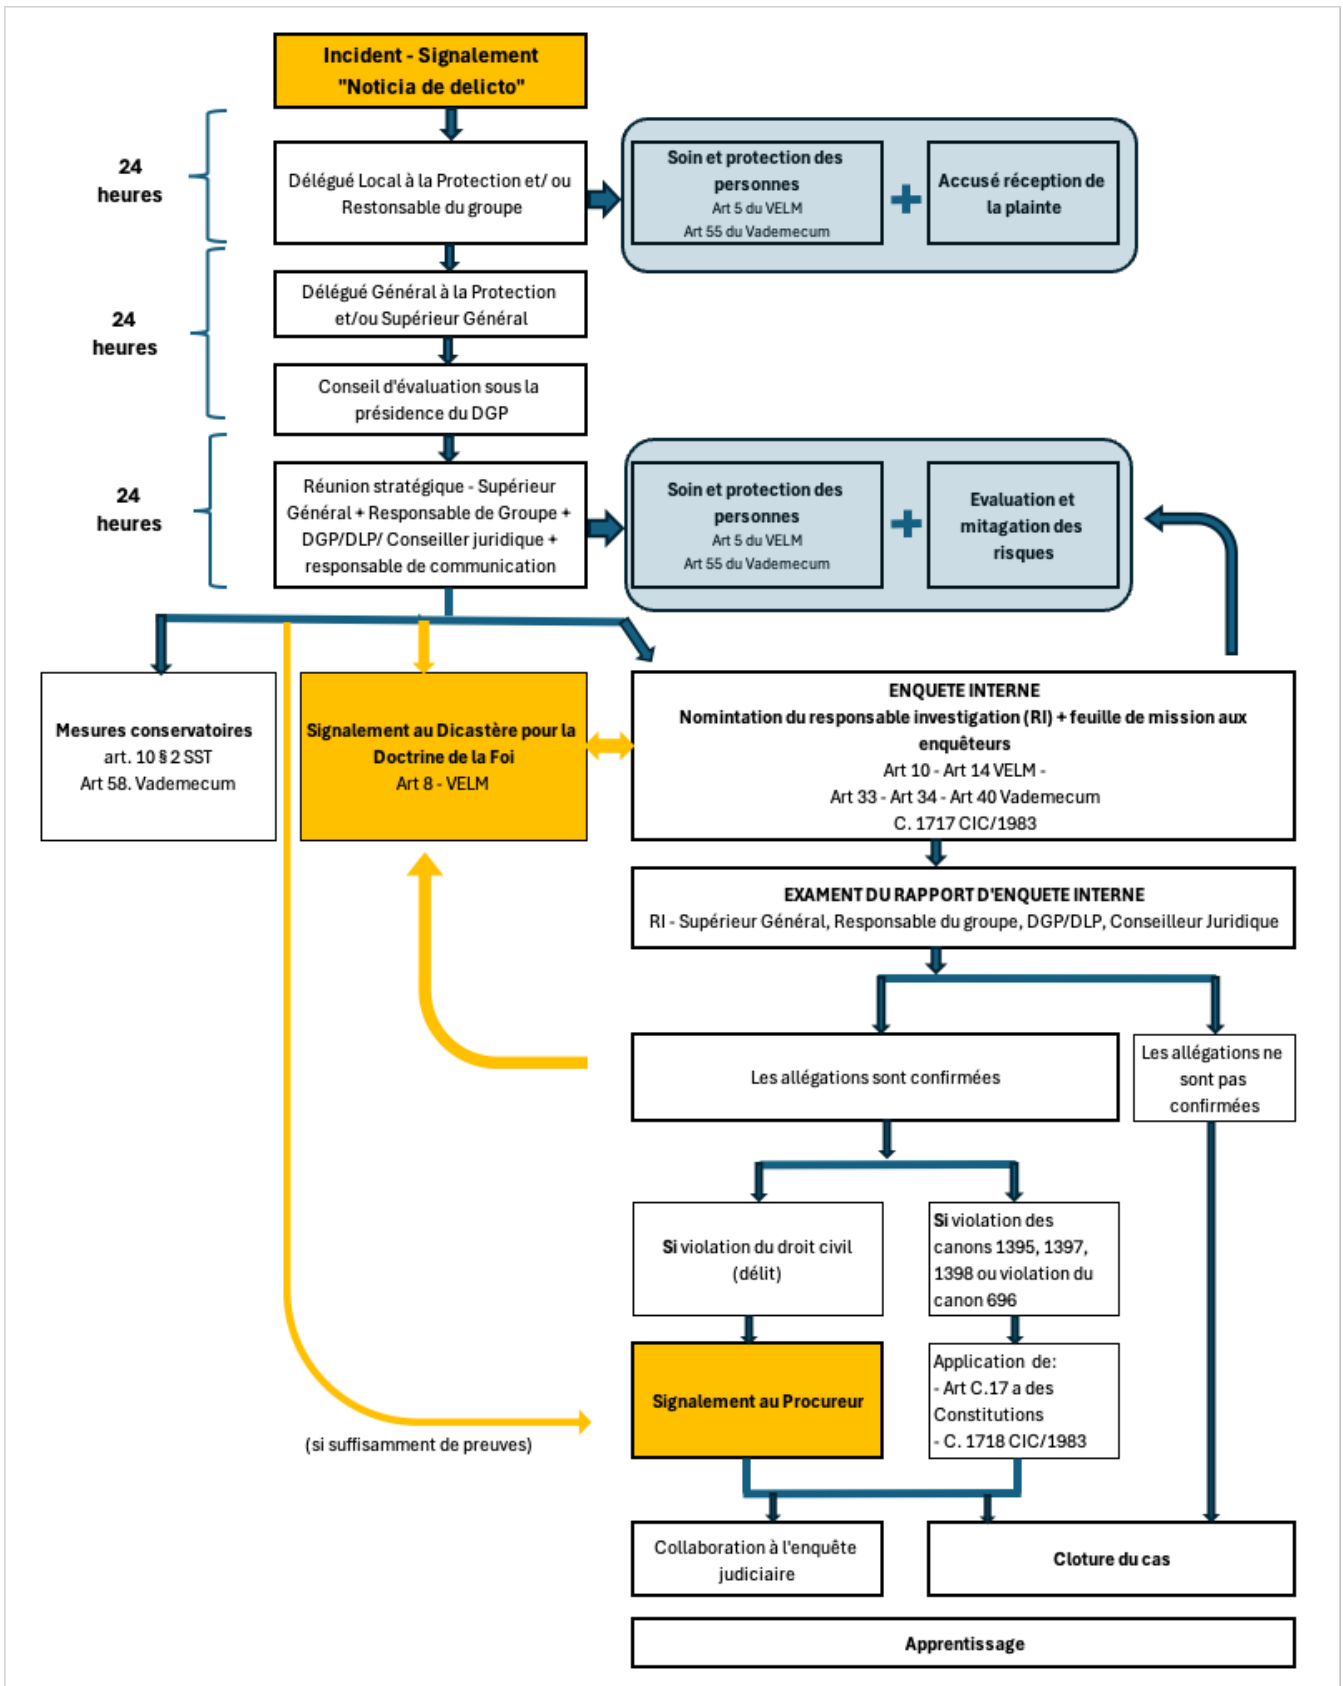 Incident - Signalement
"Noticia de delicto"
24
heures
Délégué Local à la Protection et/ ou
Restonsable du groupe
Soin et protection des
personnes
Art 5 du VELM
Art 55 du Vademecum
Accusé réception de
la plainte
24
heures
Délégué Général à la Protection
et/ou Supérieur Général
Conseil d'évaluation sous la
présidence du DGP
24
heures
Réunion stratégique - Supérieur
Général + Responsable de Groupe +
DGP/DLP/ Conseiller juridique +
responsable de communication
Soin et protection des
personnes
Art 5 du VELM
Art 55 du Vademecum
Evaluation et
mitagation des
risques
Mesures conservatoires
art. 10 § 2 SST
Art 58. Vademecum
Signalement au Dicastère pour la
Doctrine de la Foi
Art 8 - VELM
ENQUETE INTERNE
Nomintation du responsable investigation (RI) + feuille de mission aux
enquêteurs
Art 10 - Art 14 VELM -
Art 33 - Art 34 - Art 40 Vademecum
C. 1717 CIC/1983
EXAMENT DU RAPPORT D'ENQUETE INTERNE
RI - Supérieur Général, Responsable du groupe, DGP/DLP, Conseilleur Juridique
Les allégations sont confirmées
Les allégations ne
sont pas
confirmées
Si violation du droit civil
(délit)
Si violation des
canons 1395, 1397,
1398 ou violation du
canon 696
Signalement au Procureur
Application de:
- Art C.17 a des
Constitutions
- C. 1718 CIC/1983
(si suffisamment de preuves)
Collaboration à l'enquête
judiciaire
Cloture du cas
Apprentissage